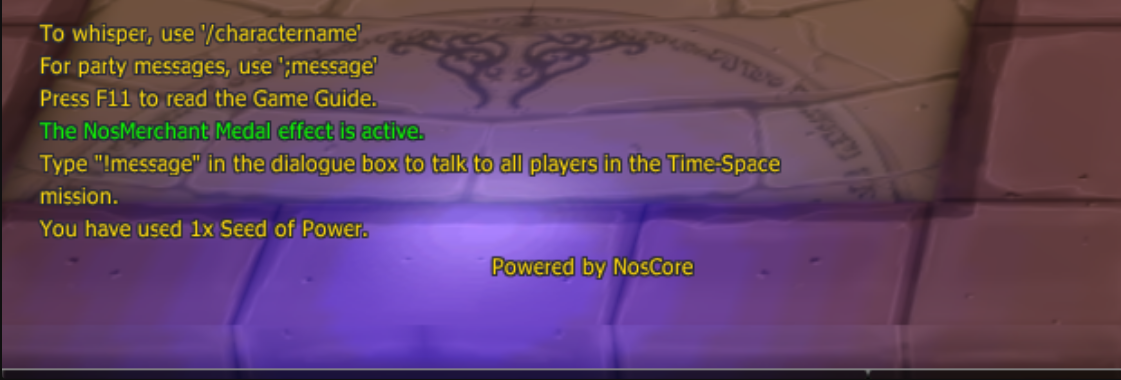 To whisper, use '/charactername'
For party messages, use ';message'
Press F11 to read the Game Guide.
The NosMerchant Medal effect is active.
Type "!message" in the dialogue box to talk to all players in the Time-Space
mission.
You have used 1x Seed of Power.
Powered by NosCore